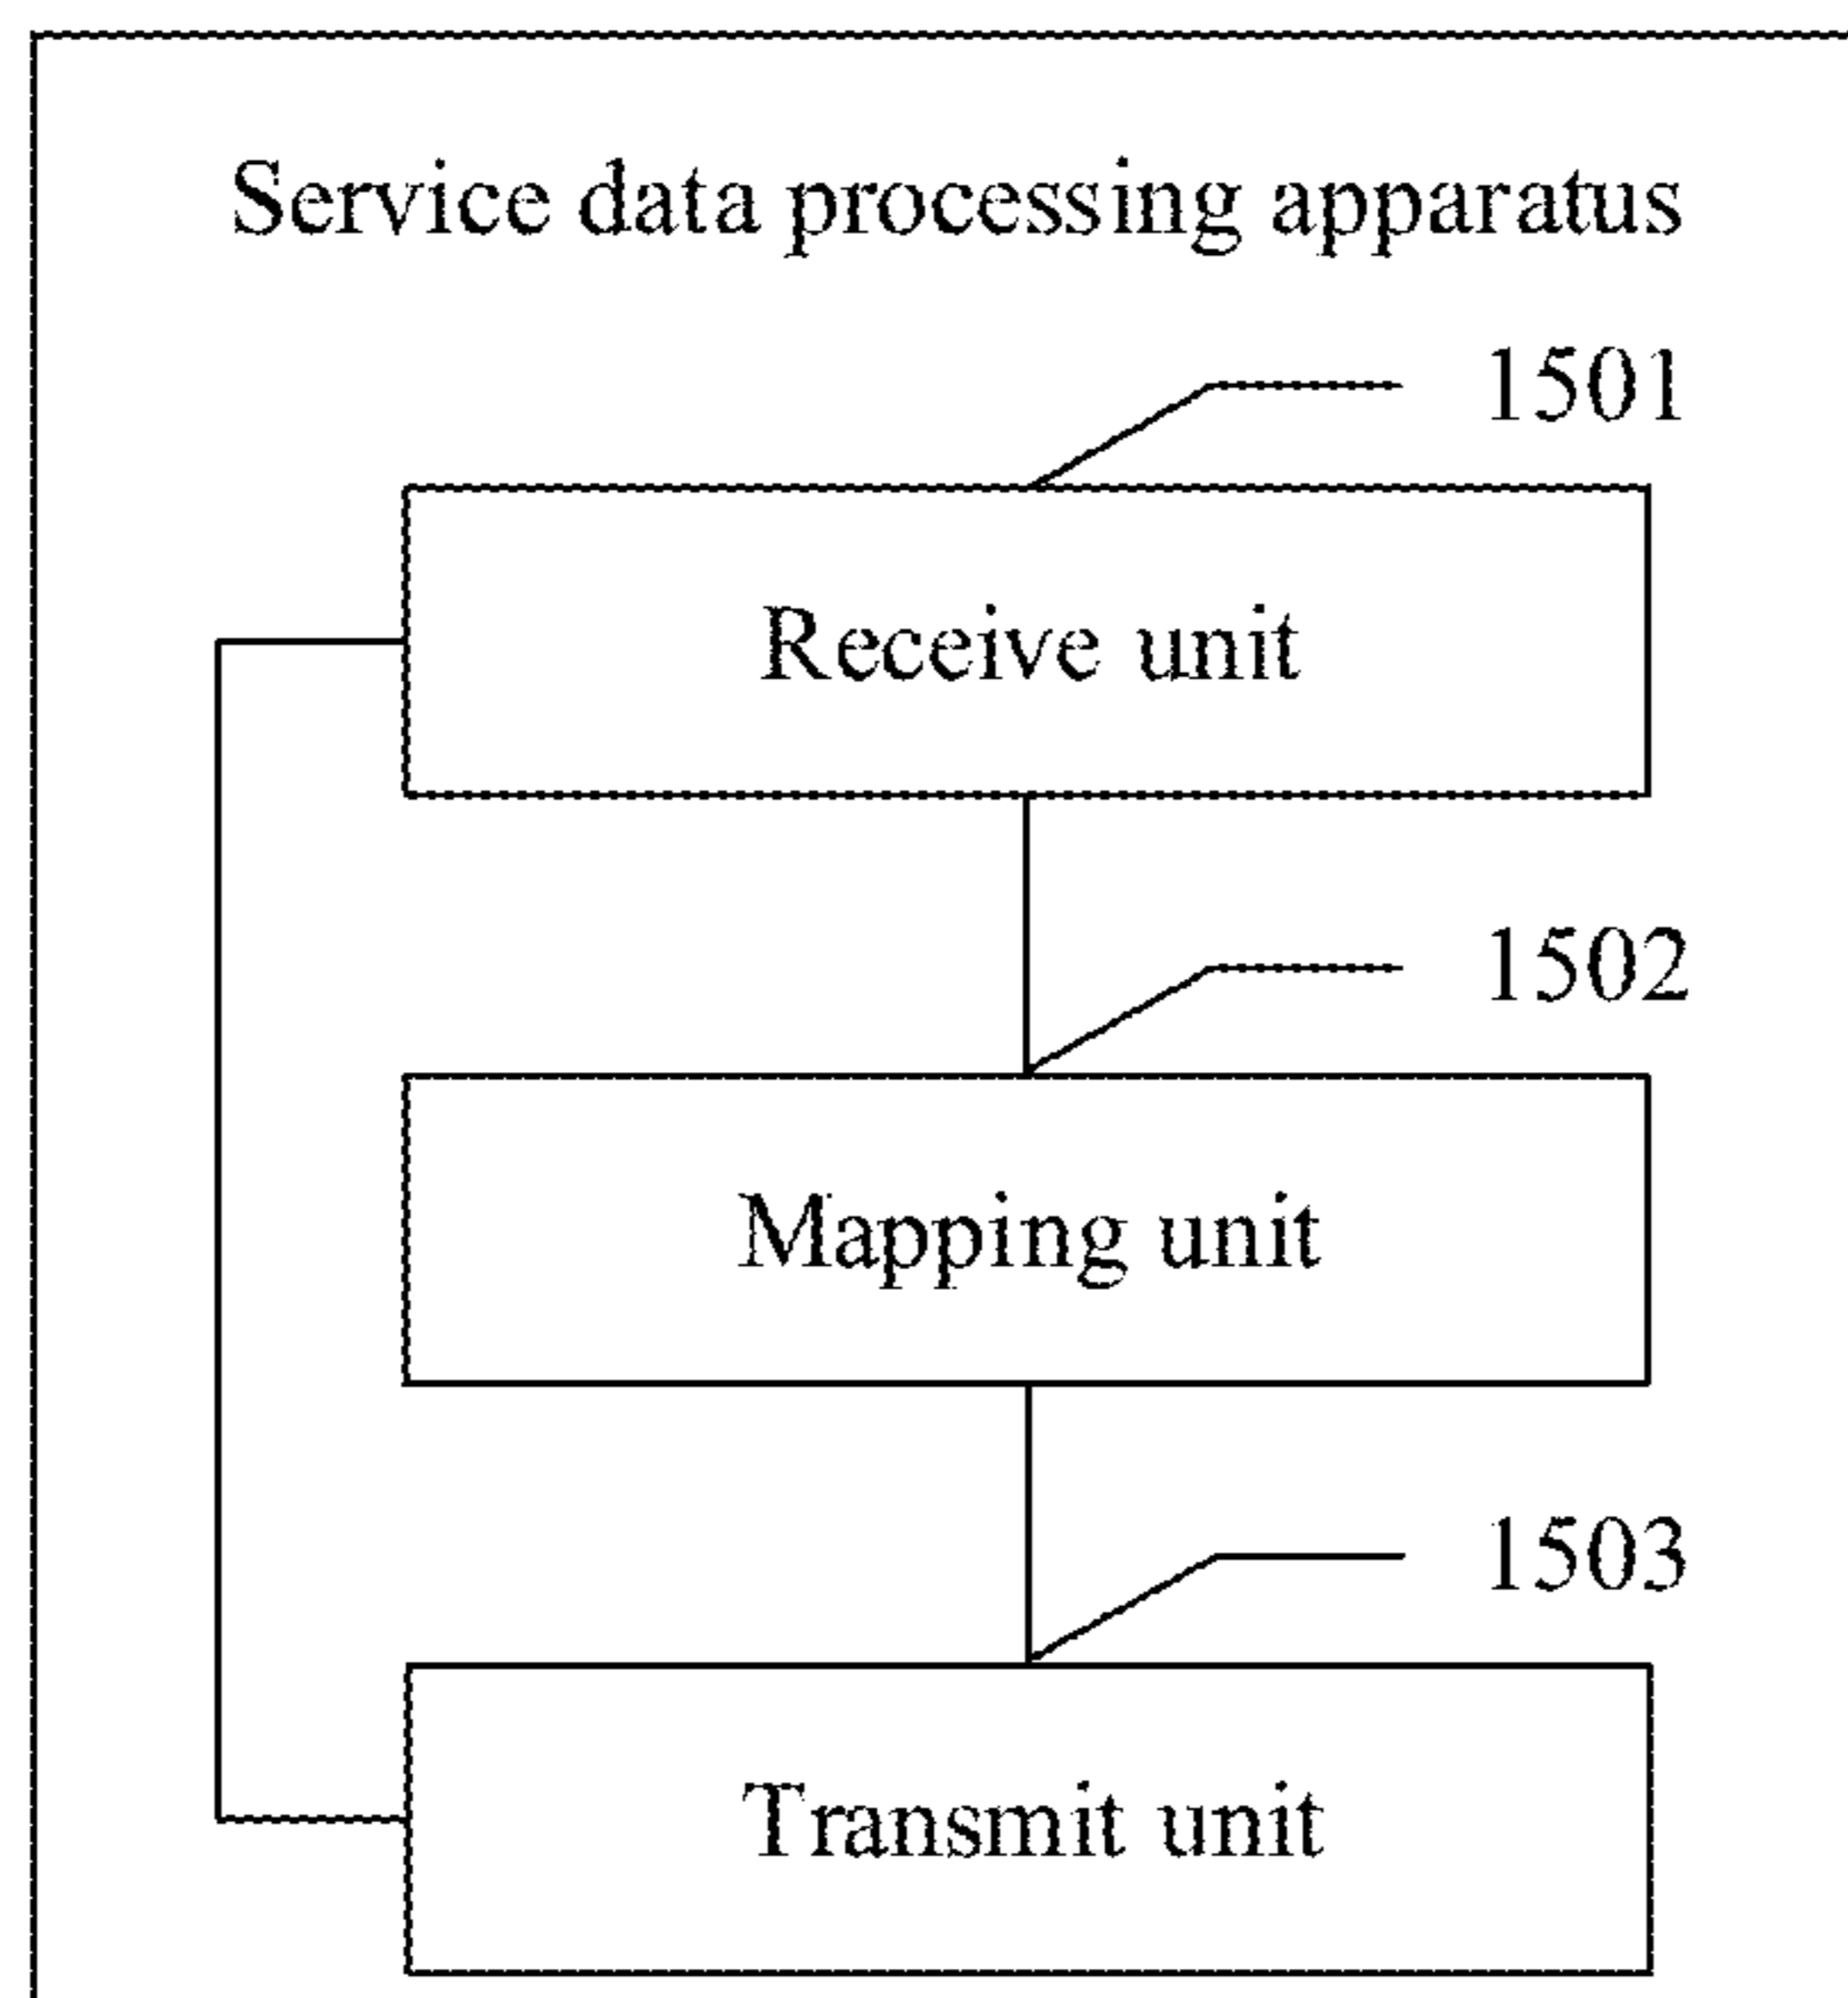 Service data processing apparatus
1501
Receive unit
1502
Mapping unit
1503
Transmit unit